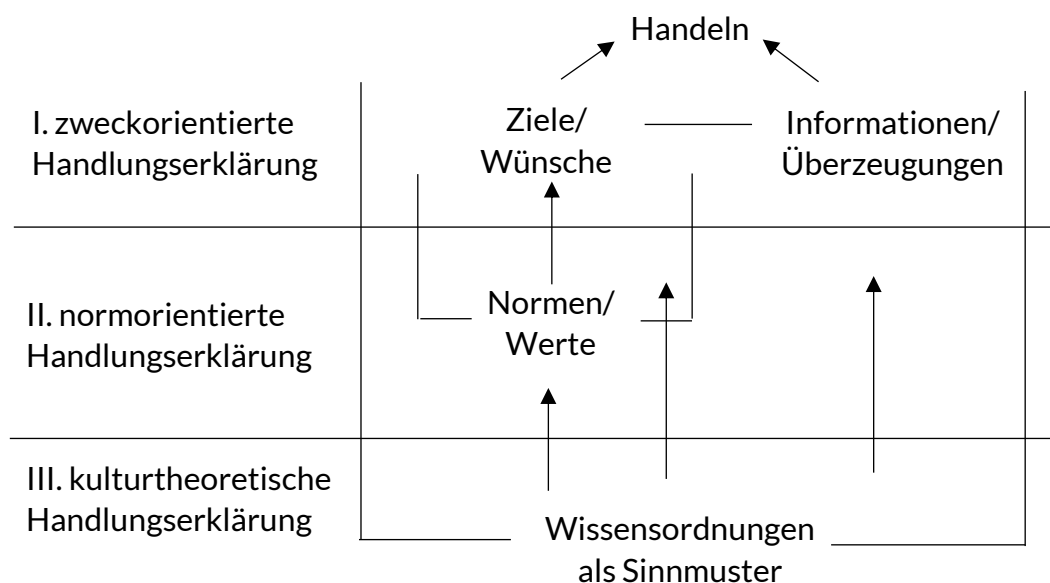 Handeln
I. zweckorientierte
Handlungserklärung
Ziele/
Wünsche
Informationen/
Überzeugungen
II. normorientierte
Handlungserklärung
Normen/
Werte
III. kulturtheoretische
Handlungserklärung
Wissensordnungen
als Sinnmuster